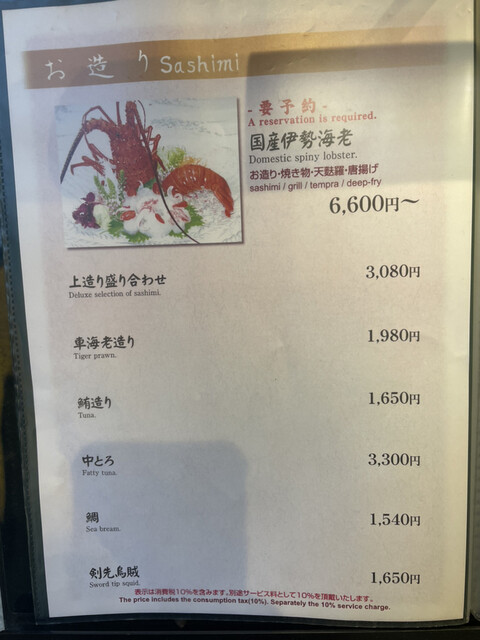 お造り Sashimi
- 要予約 -
A reservation is required.
国産伊勢海老
Domestic spiny lobster.
お造り・焼き物・天麩羅・唐揚げ
sashimi / grill / tempra / deep-fry
6,600円〜
上造り盛り合わせ 3,080円
Deluxe selection of sashimi.
車海老造り 1,980円
Tiger prawn.
鮪造り 1,650円
Tuna.
中とろ 3,300円
Fatty tuna.
鯛 1,540円
Sea bream.
剣先烏賊 1,650円
Sword tip squid.
表示は消費税10%を含みます。別途サービス料として10%を頂戴いたします。
The price includes the consumption tax(10%). Separately the 10% service charge.